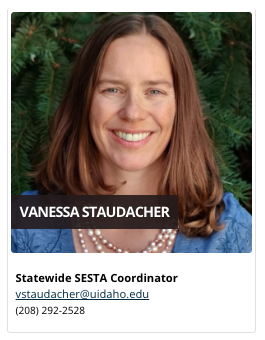 VANESSA STAUDACHER
Statewide SESTA Coordinator
vstaudacher@uidaho.edu
(208) 292-2528